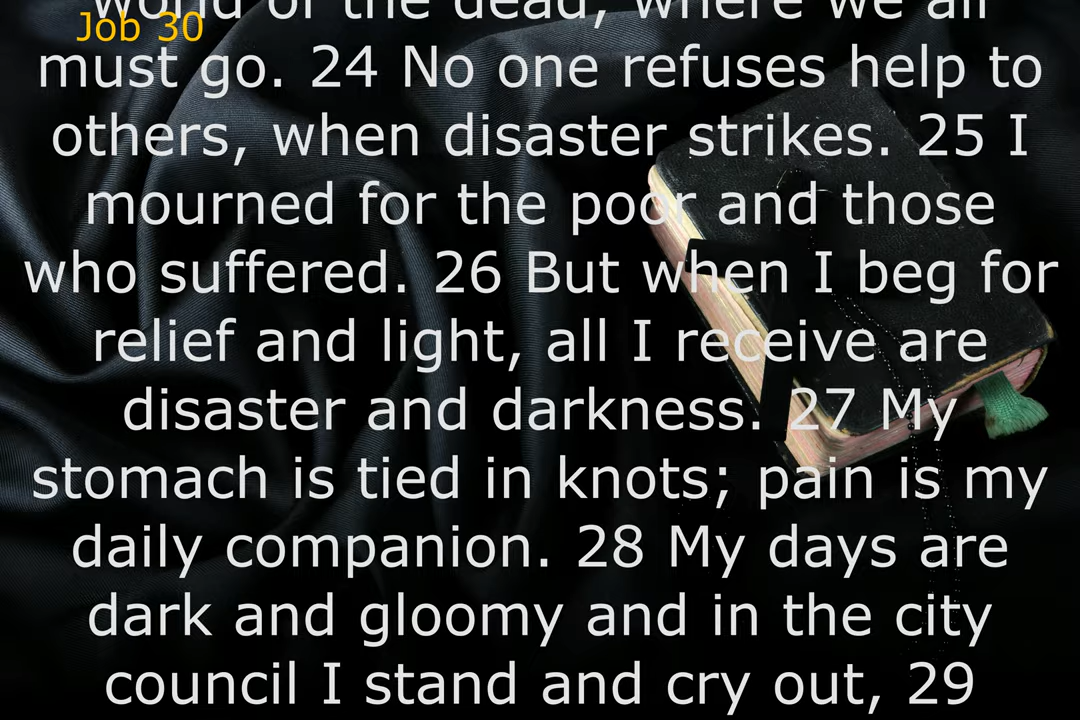 world of the dead, where we all
Job 30
must go. 24 No one refuses help to
others, when disaster strikes. 25 I
mourned for the poor and those
who suffered. 26 But when I beg for
relief and light, all I receive are
disaster and darkness. 27 My
stomach is tied in knots; pain is my
daily companion. 28 My days are
dark and gloomy and in the city
council I stand and cry out, 29